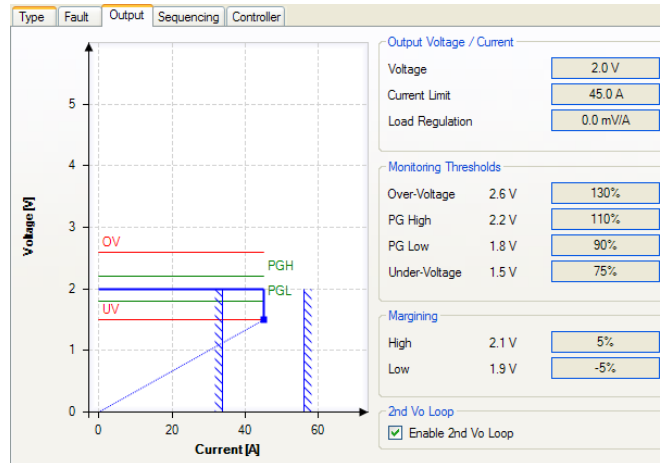 Type Fault Output Sequencing Controller
Voltage [V]
5
4
3
2
1
0
OV
PGH
PGL
UV
0 20 40 60
Current [A]
Output Voltage / Current
Voltage 2.0 V
Current Limit 45.0 A
Load Regulation 0.0 mV/A
Monitoring Thresholds
Over-Voltage 2.6 V 130%
PG High 2.2 V 110%
PG Low 1.8 V 90%
Under-Voltage 1.5 V 75%
Margining
High 2.1 V 5%
Low 1.9 V -5%
2nd Vo Loop
Enable 2nd Vo Loop